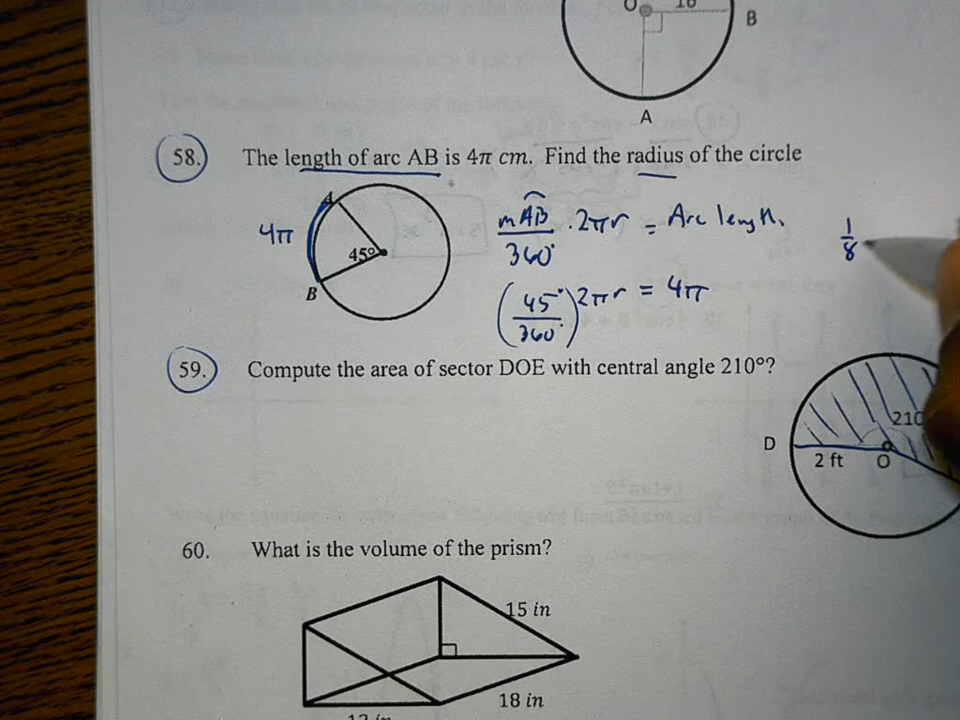 O 16
B
A
58. The length of arc AB is 4π cm. Find the radius of the circle
A
4π
45°
B
mAB/360° · 2πr = Arc length.
1/8
(45°/360°) 2πr = 4π
59. Compute the area of sector DOE with central angle 210°?
210
D
2 ft O
60. What is the volume of the prism?
15 in
18 in